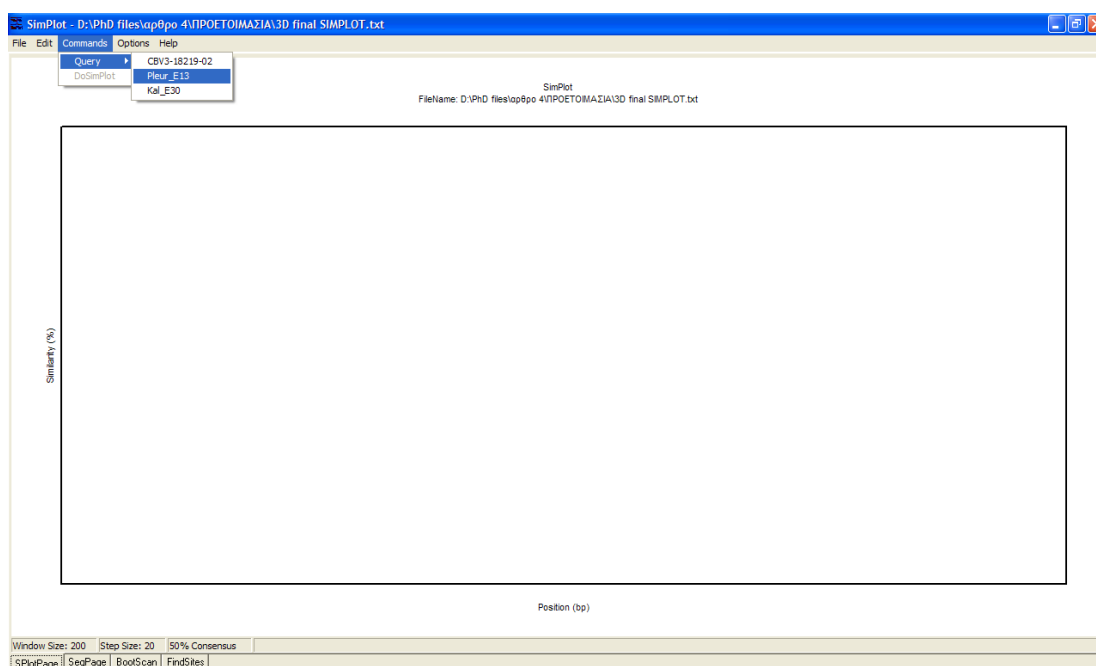 SimPlot - D:\PhD files\αρθρο 4\ΠΡΟΕΤΟΙΜΑΣΙΑ\3D final SIMPLOT.txt
File Edit Commands Options Help
Query CBV3-18219-02
DoSimPlot Pleur_E13
Kal_E30
SimPlot
FileName: D:\PhD files\αρθρο 4\ΠΡΟΕΤΟΙΜΑΣΙΑ\3D final SIMPLOT.txt
Similarity (%)
Position (bp)
Window Size: 200 Step Size: 20 50% Consensus
SPlotPage SeqPage BootScan FindSites